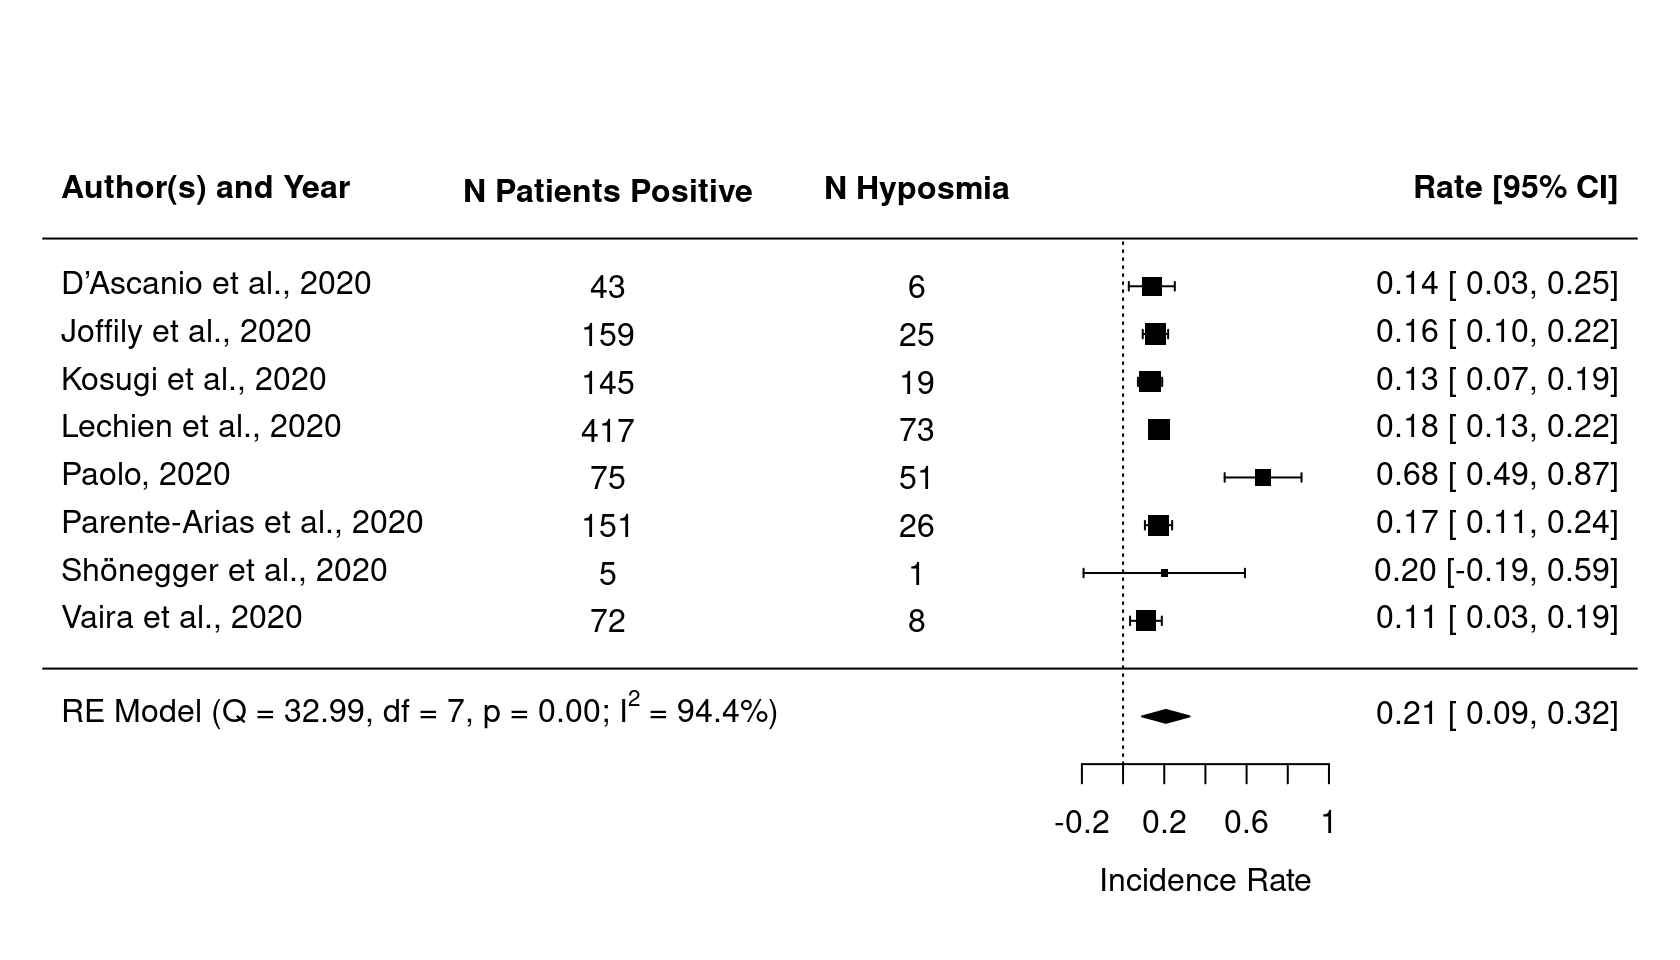 Author(s) and Year N Patients Positive N Hyposmia Rate [95% CI]
D’Ascanio et al., 2020 43 6 0.14 [ 0.03, 0.25]
Joffily et al., 2020 159 25 0.16 [ 0.10, 0.22]
Kosugi et al., 2020 145 19 0.13 [ 0.07, 0.19]
Lechien et al., 2020 417 73 0.18 [ 0.13, 0.22]
Paolo, 2020 75 51 0.68 [ 0.49, 0.87]
Parente-Arias et al., 2020 151 26 0.17 [ 0.11, 0.24]
Shönegger et al., 2020 5 1 0.20 [-0.19, 0.59]
Vaira et al., 2020 72 8 0.11 [ 0.03, 0.19]
RE Model (Q = 32.99, df = 7, p = 0.00; I² = 94.4%) 0.21 [ 0.09, 0.32]
-0.2 0.2 0.6 1
Incidence Rate